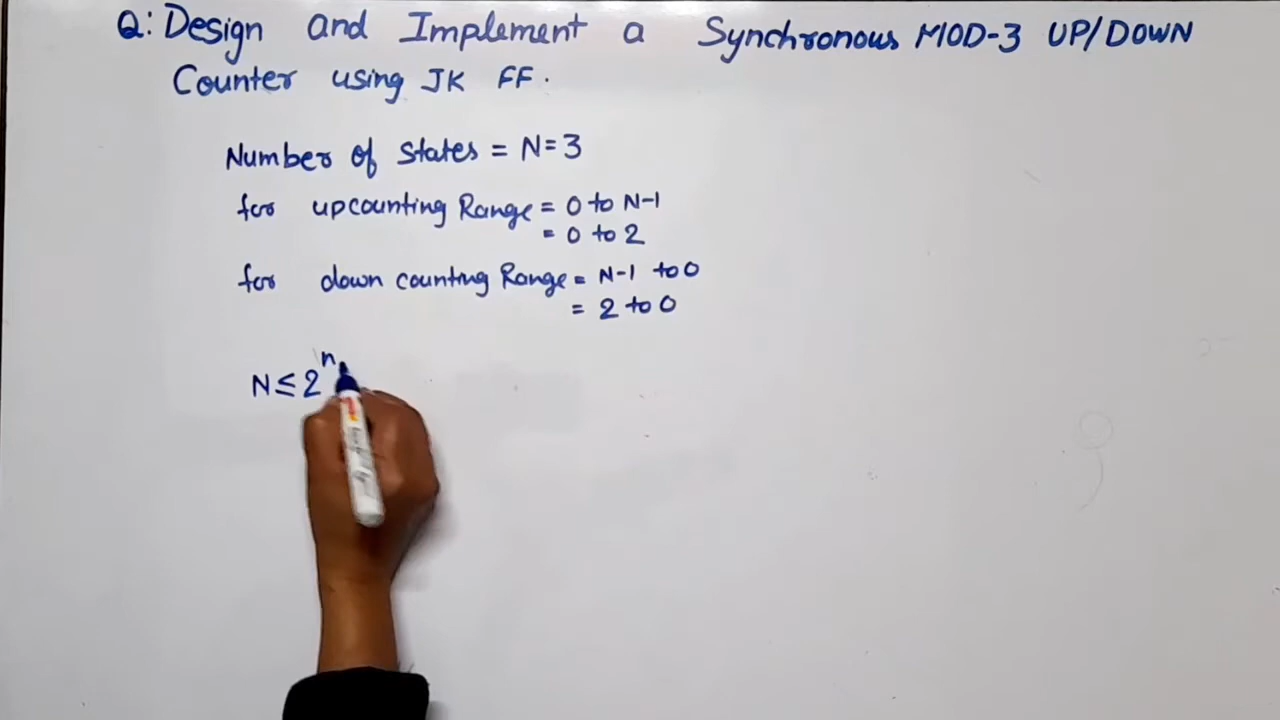 Q: Design and Implement a Synchronous MOD-3 UP/DOWN
Counter using JK FF.
Number of states = N=3
for upcounting Range = 0 to N-1
= 0 to 2
for down counting Range = N-1 to 0
= 2 to 0
N ≤ 2^n